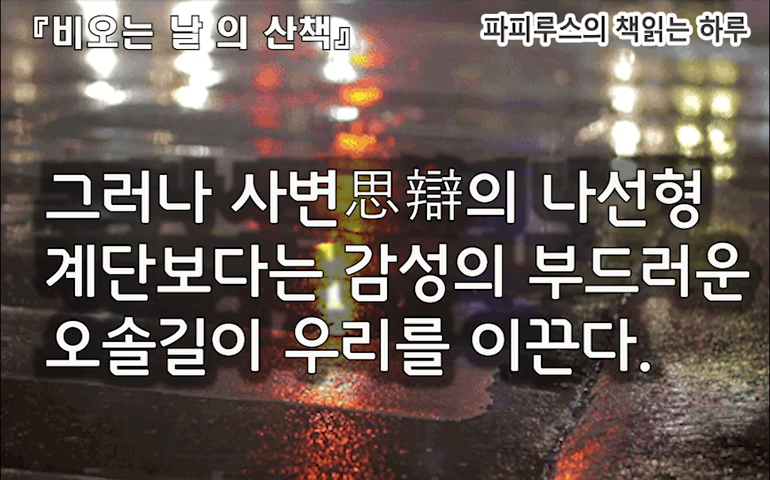 『비오는 날 의 산책』
파피루스의 책읽는 하루
그러나 사변思辯의 나선형
계단보다는 감성의 부드러운
오솔길이 우리를 이끈다.